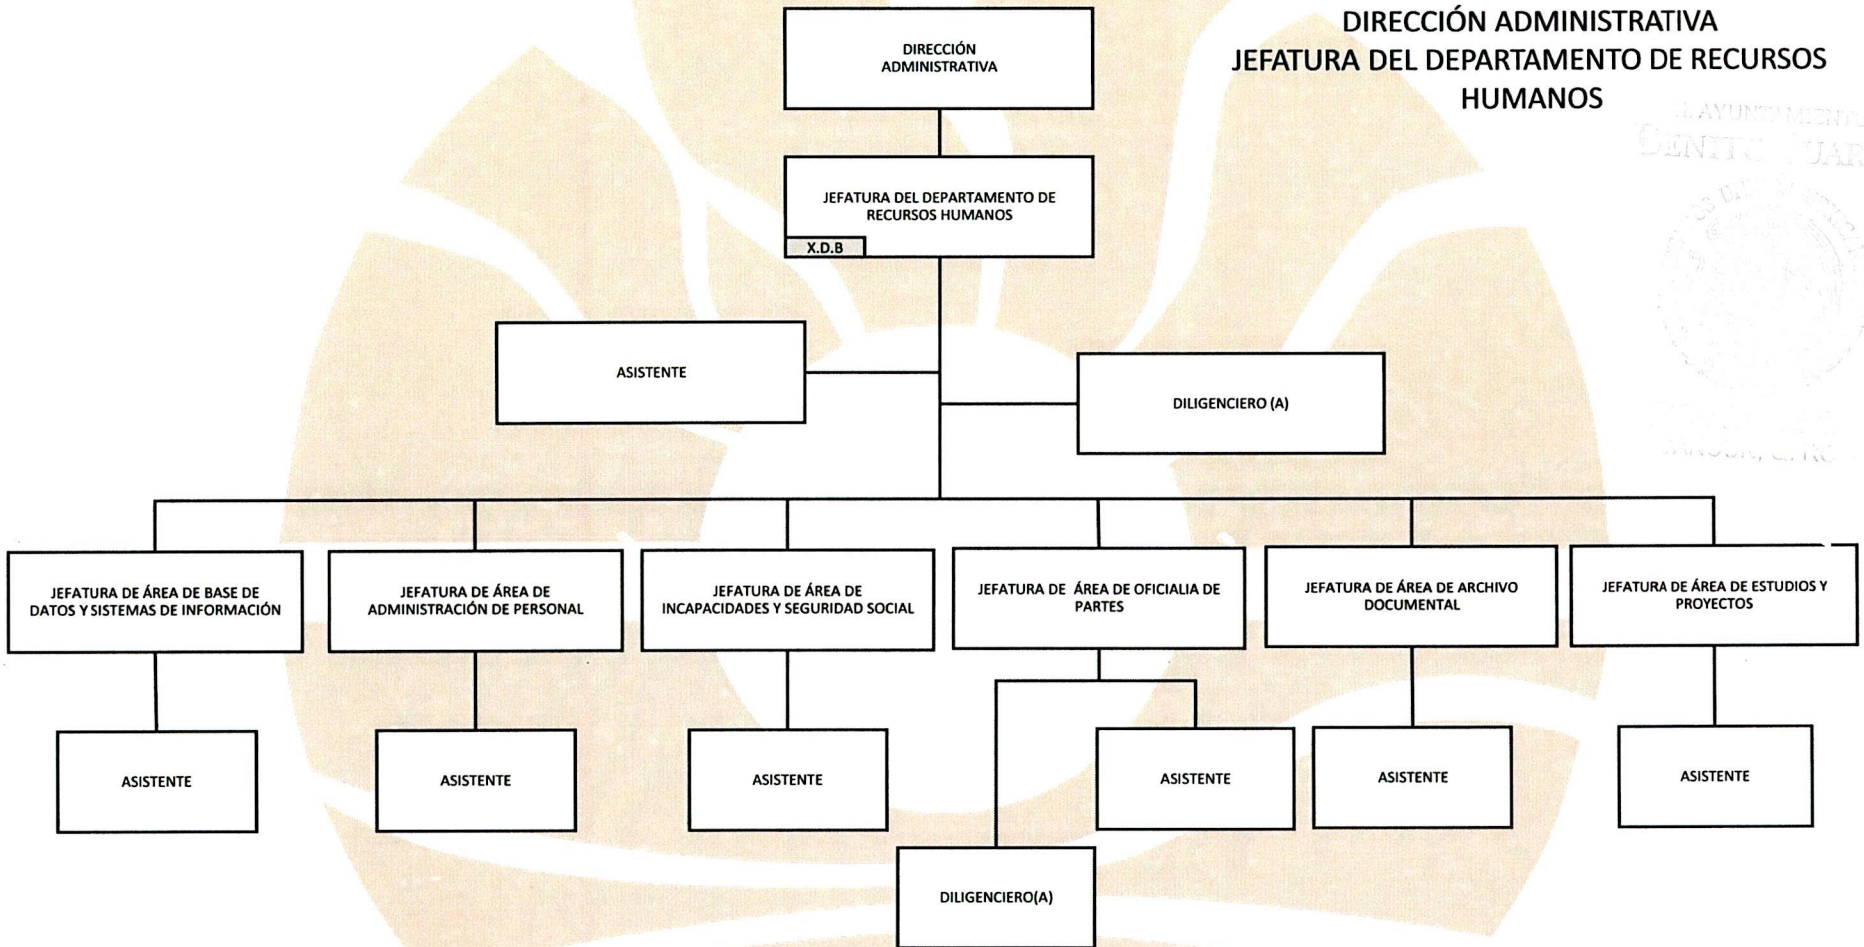 DIRECCIÓN ADMINISTRATIVA
JEFATURA DEL DEPARTAMENTO DE RECURSOS
HUMANOS
DIRECCIÓN
ADMINISTRATIVA
JEFATURA DEL DEPARTAMENTO DE
RECURSOS HUMANOS
X.D.B
ASISTENTE
DILIGENCIERO (A)
JEFATURA DE ÁREA DE BASE DE
DATOS Y SISTEMAS DE INFORMACIÓN
JEFATURA DE ÁREA DE
ADMINISTRACIÓN DE PERSONAL
JEFATURA DE ÁREA DE
INCAPACIDADES Y SEGURIDAD SOCIAL
JEFATURA DE ÁREA DE OFICIALIA DE
PARTES
JEFATURA DE ÁREA DE ARCHIVO
DOCUMENTAL
JEFATURA DE ÁREA DE ESTUDIOS Y
PROYECTOS
ASISTENTE
ASISTENTE
ASISTENTE
ASISTENTE
ASISTENTE
ASISTENTE
DILIGENCIERO(A)